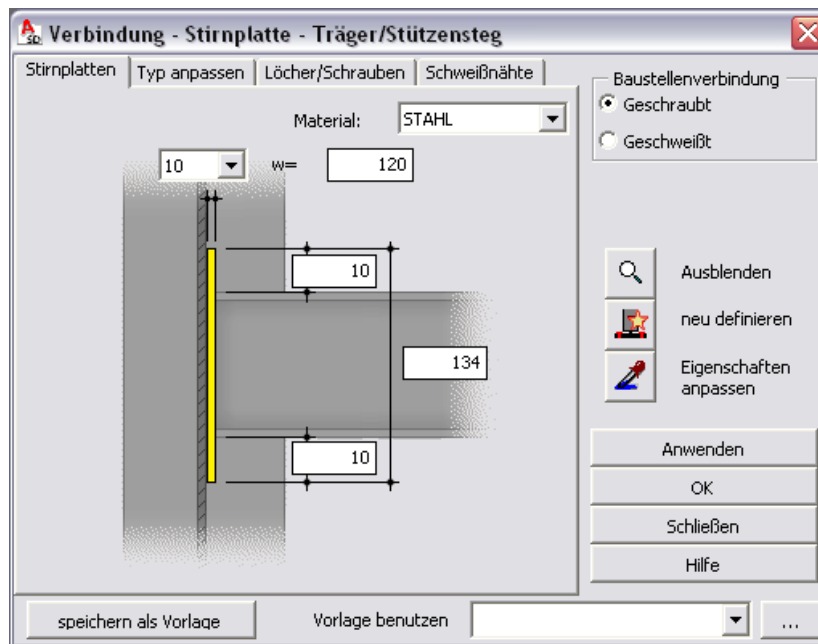 Verbindung - Stirnplatte - Träger/Stützensteg
Stirnplatten
Typ anpassen
Löcher/Schrauben
Schweißnähte
Material:
STAHL
10
w=
120
10
134
10
Baustellenverbindung
Geschraubt
Geschweißt
Ausblenden
neu definieren
Eigenschaften
anpassen
Anwenden
OK
Schließen
Hilfe
speichern als Vorlage
Vorlage benutzen
...